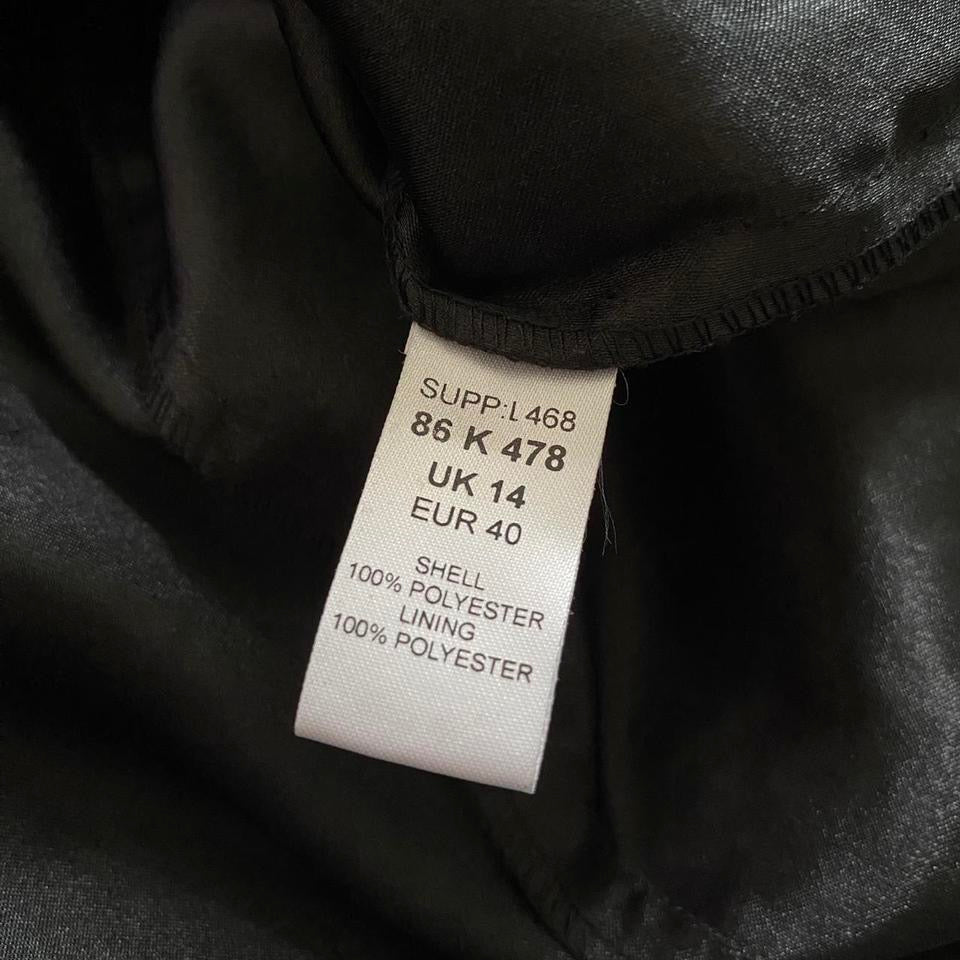 SUPP:L468
86 K 478
UK 14
EUR 40
SHELL
100% POLYESTER
LINING
100% POLYESTER